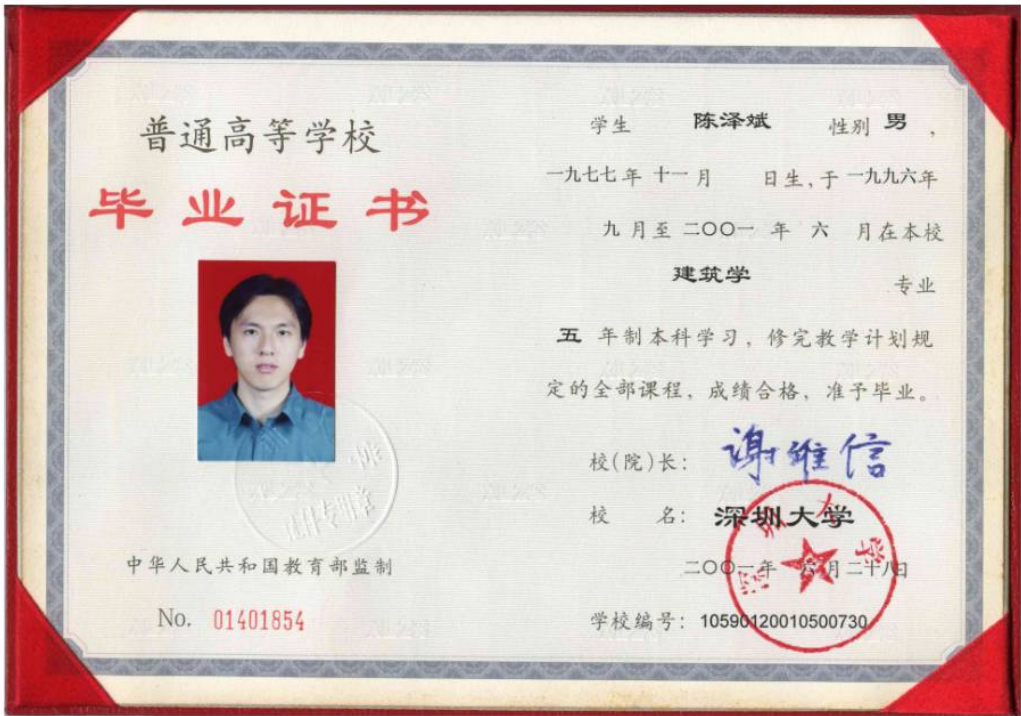 普通高等学校
毕业证书
中华人民共和国教育部监制
No. 01401854
学生 陈泽斌 性别 男，
一九七七年十一月 日生，于一九九六年
九月至二〇〇一年六月在本校
建筑学 专业
五年制本科学习，修完教学计划规
定的全部课程，成绩合格，准予毕业。
校(院)长：谢维信
校 名：深圳大学
二〇〇一年六月二十八日
学校编号：105901200105007​30
深圳大学